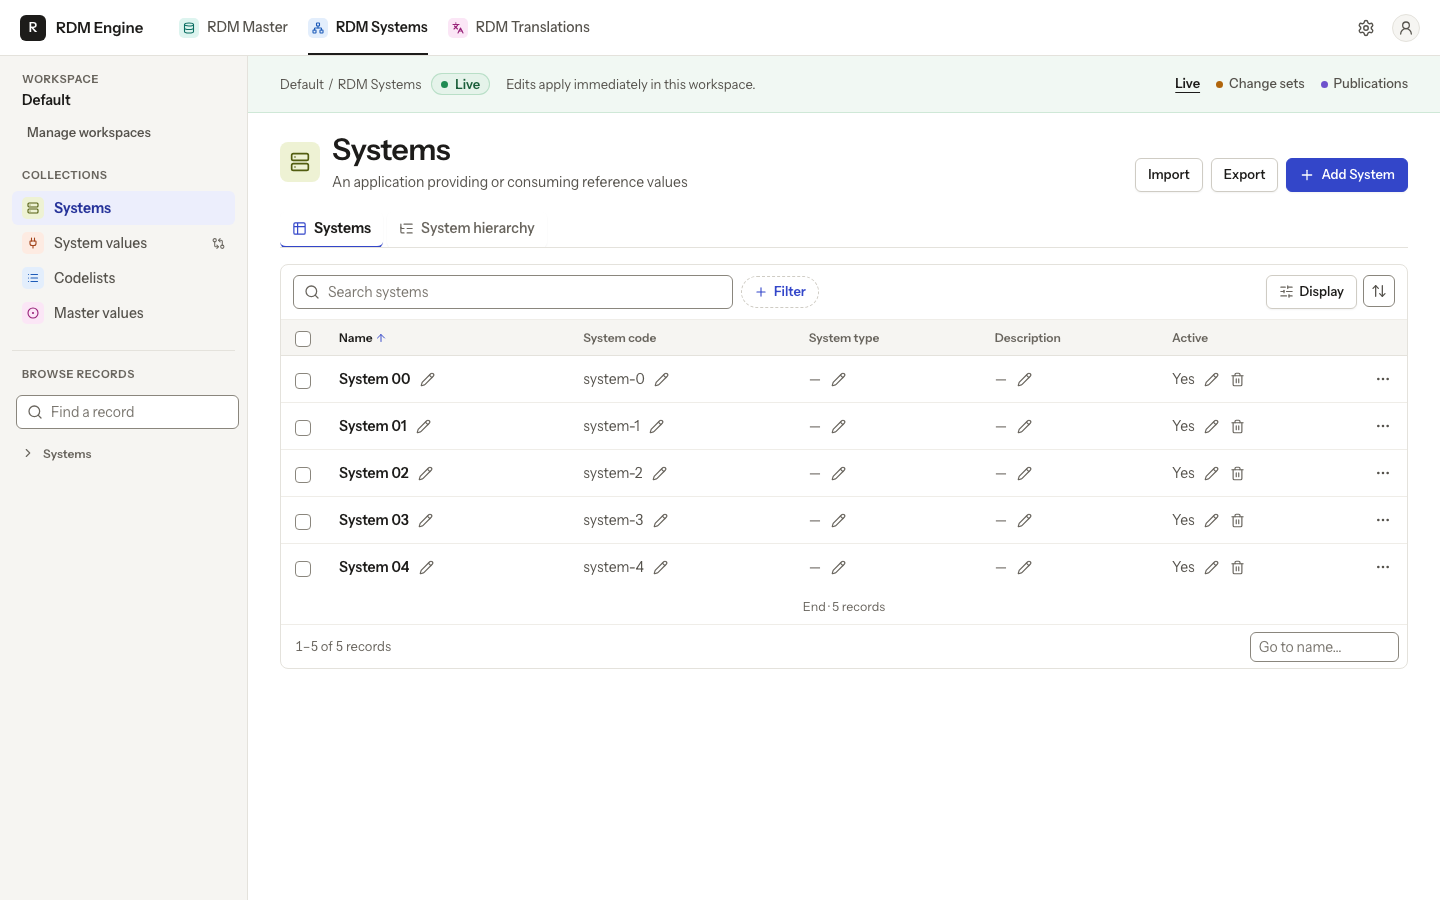 R RDM Engine RDM Master RDM Systems RDM Translations
WORKSPACE
Default
Manage workspaces
COLLECTIONS
Systems
System values
Codelists
Master values
BROWSE RECORDS
Find a record
Systems
Default / RDM Systems Live Edits apply immediately in this workspace. Live Change sets Publications
Systems
An application providing or consuming reference values
Import Export + Add System
Systems System hierarchy
Search systems + Filter Display
Name ↑ System code System type Description Active
System 00 system-0 — — Yes ...
System 01 system-1 — — Yes ...
System 02 system-2 — — Yes ...
System 03 system-3 — — Yes ...
System 04 system-4 — — Yes ...
End · 5 records
1–5 of 5 records Go to name...